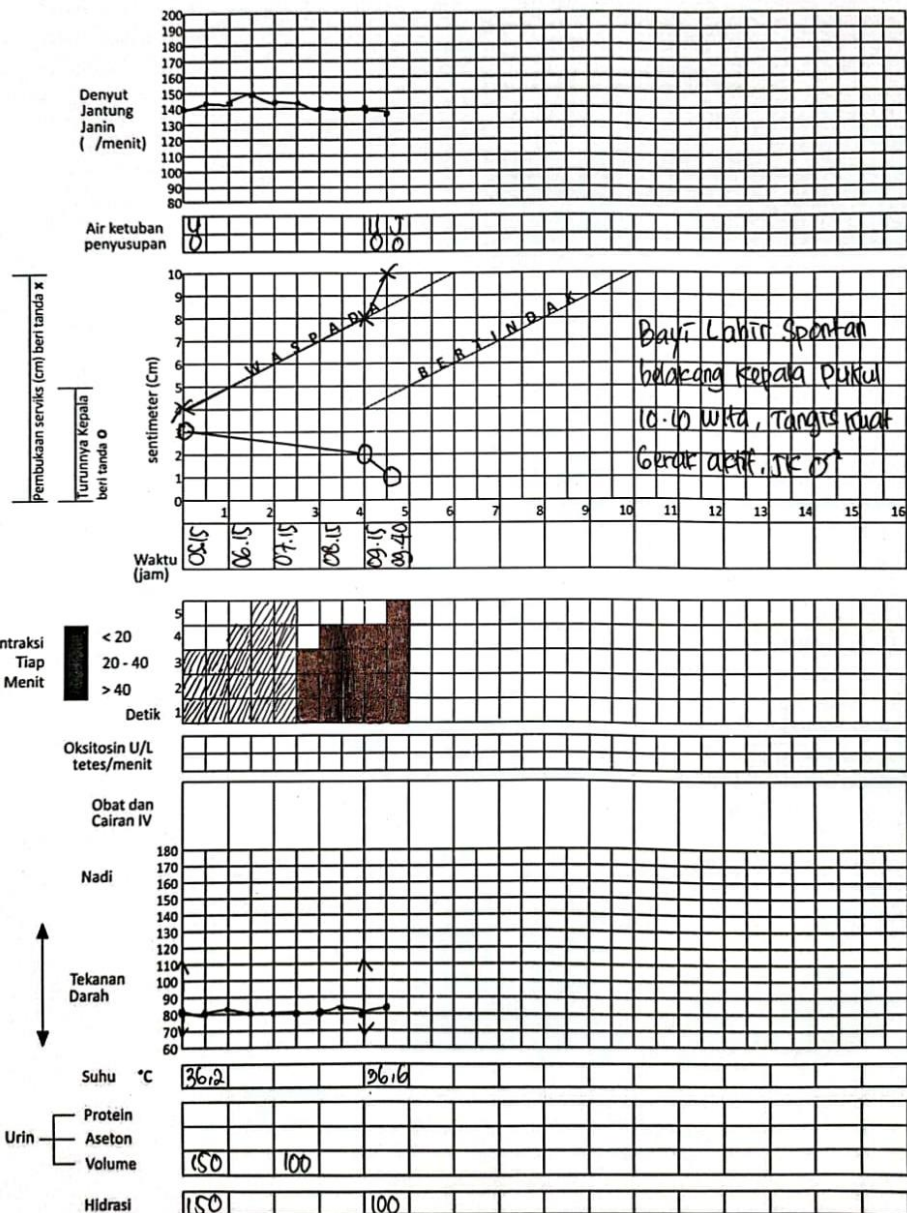 200
190
180
170
160
150
140
130
120
110
100
90
80
Denyut
Jantung
Janin
( /menit)
Air ketuban
penyusupan
U U J
0 0 0
Pembukaan serviks (cm) beri tanda x
Turunnya Kepala
beri tanda O
sentimeter (Cm)
10
9
8
7
6
5
4
3
2
1
0
WASPADA
BERTINDAK
Bayi Lahir Spontan
belakang kepala pukul
10.10 wita, Tangis kuat
Gerak aktif. JK ♂
1 2 3 4 5 6 7 8 9 10 11 12 13 14 15 16
Waktu
(jam)
05.15 06.15 07.15 08.15 09.15 09.40
ntraksi
Tiap
Menit
< 20
20 - 40
> 40
Detik
5
4
3
2
1
Oksitosin U/L
tetes/menit
Obat dan
Cairan IV
Nadi
Tekanan
Darah
180
170
160
150
140
130
120
110
100
90
80
70
60
Suhu °C 36,2 36,6
Urin
Protein
Aseton
Volume 150 100
Hidrasi 150 100